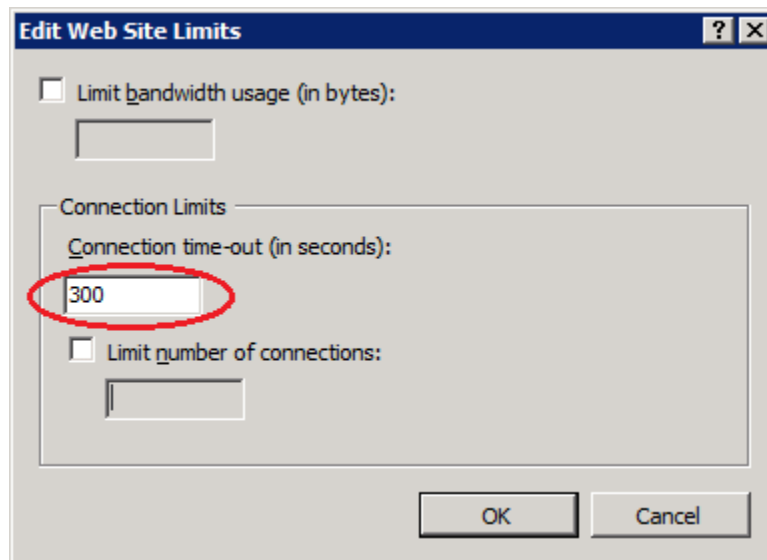 Edit Web Site Limits
Limit bandwidth usage (in bytes):
Connection Limits
Connection time-out (in seconds):
300
Limit number of connections:
OK Cancel